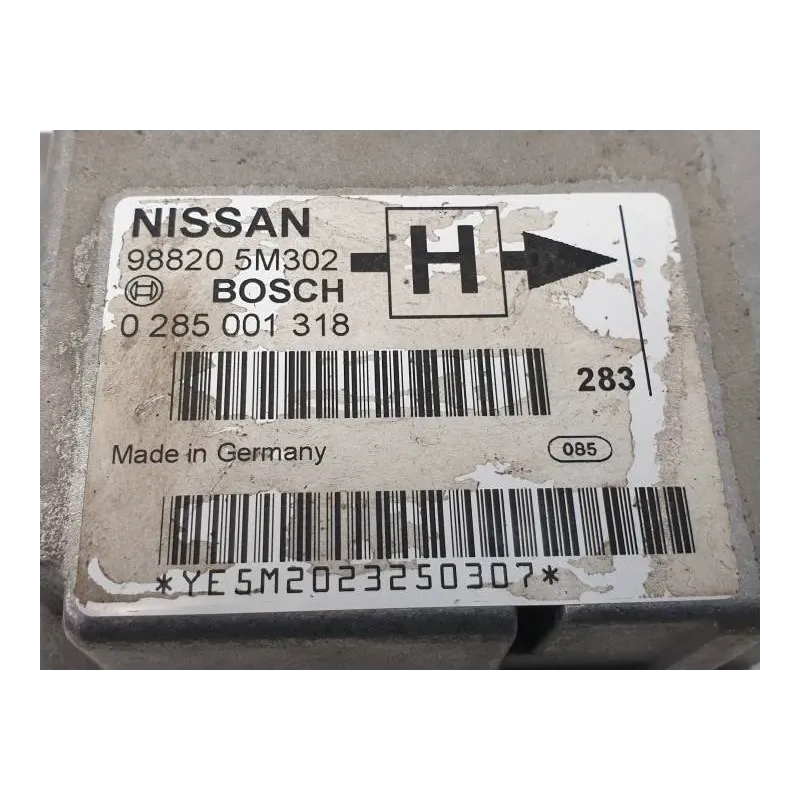 NISSAN
98820 5M302
H
BOSCH
0 285 001 318
283
Made in Germany
085
*YE5M2023250307*